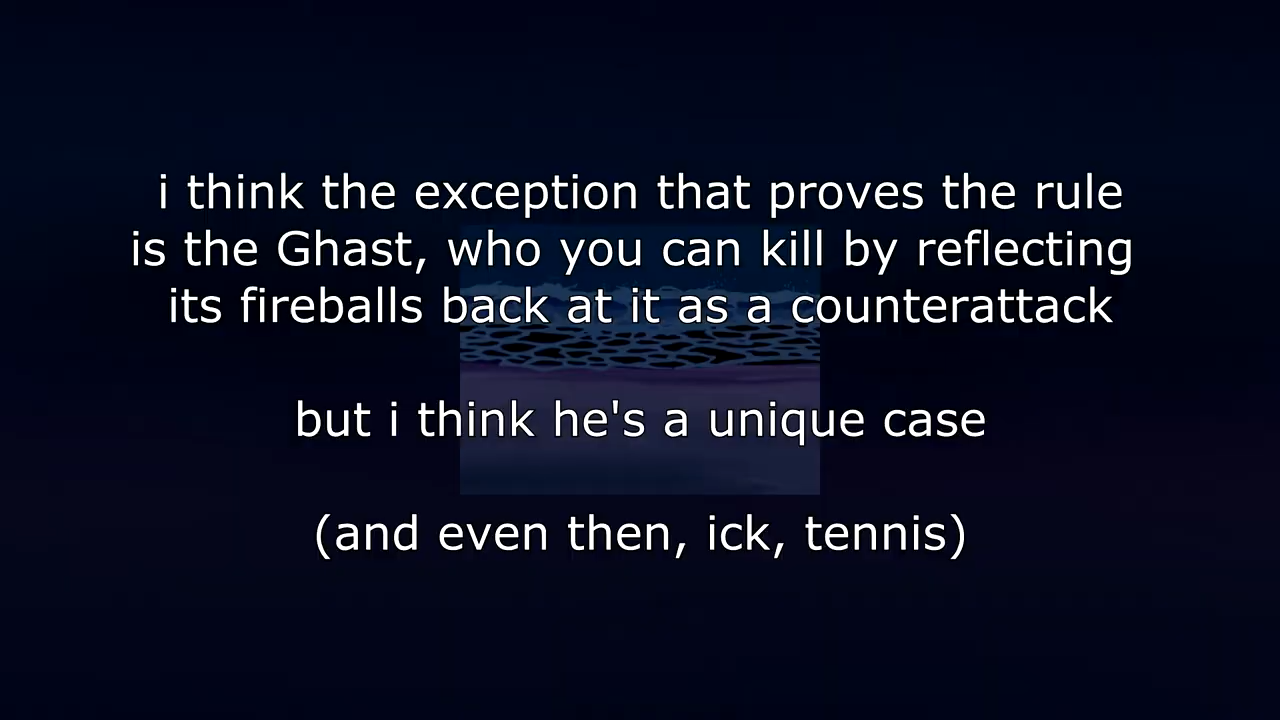 i think the exception that proves the rule
is the Ghast, who you can kill by reflecting
its fireballs back at it as a counterattack
but i think he's a unique case
(and even then, ick, tennis)